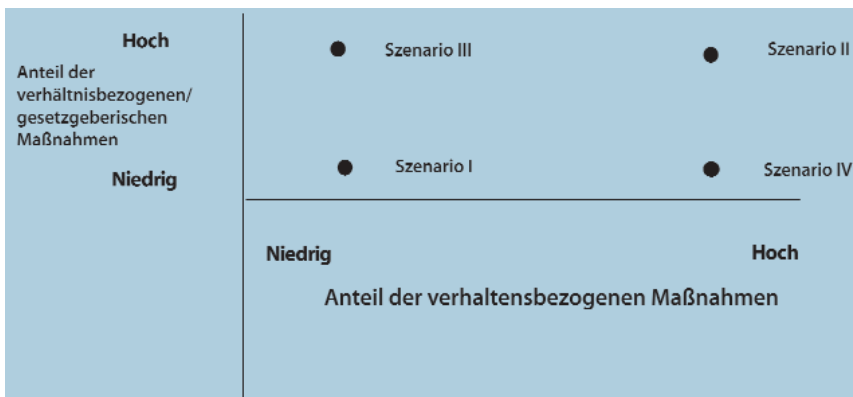 Hoch
Anteil der
verhältnisbezogenen/
gesetzgeberischen
Maßnahmen
Niedrig
Szenario III
Szenario II
Szenario I
Szenario IV
Niedrig
Hoch
Anteil der verhaltensbezogenen Maßnahmen